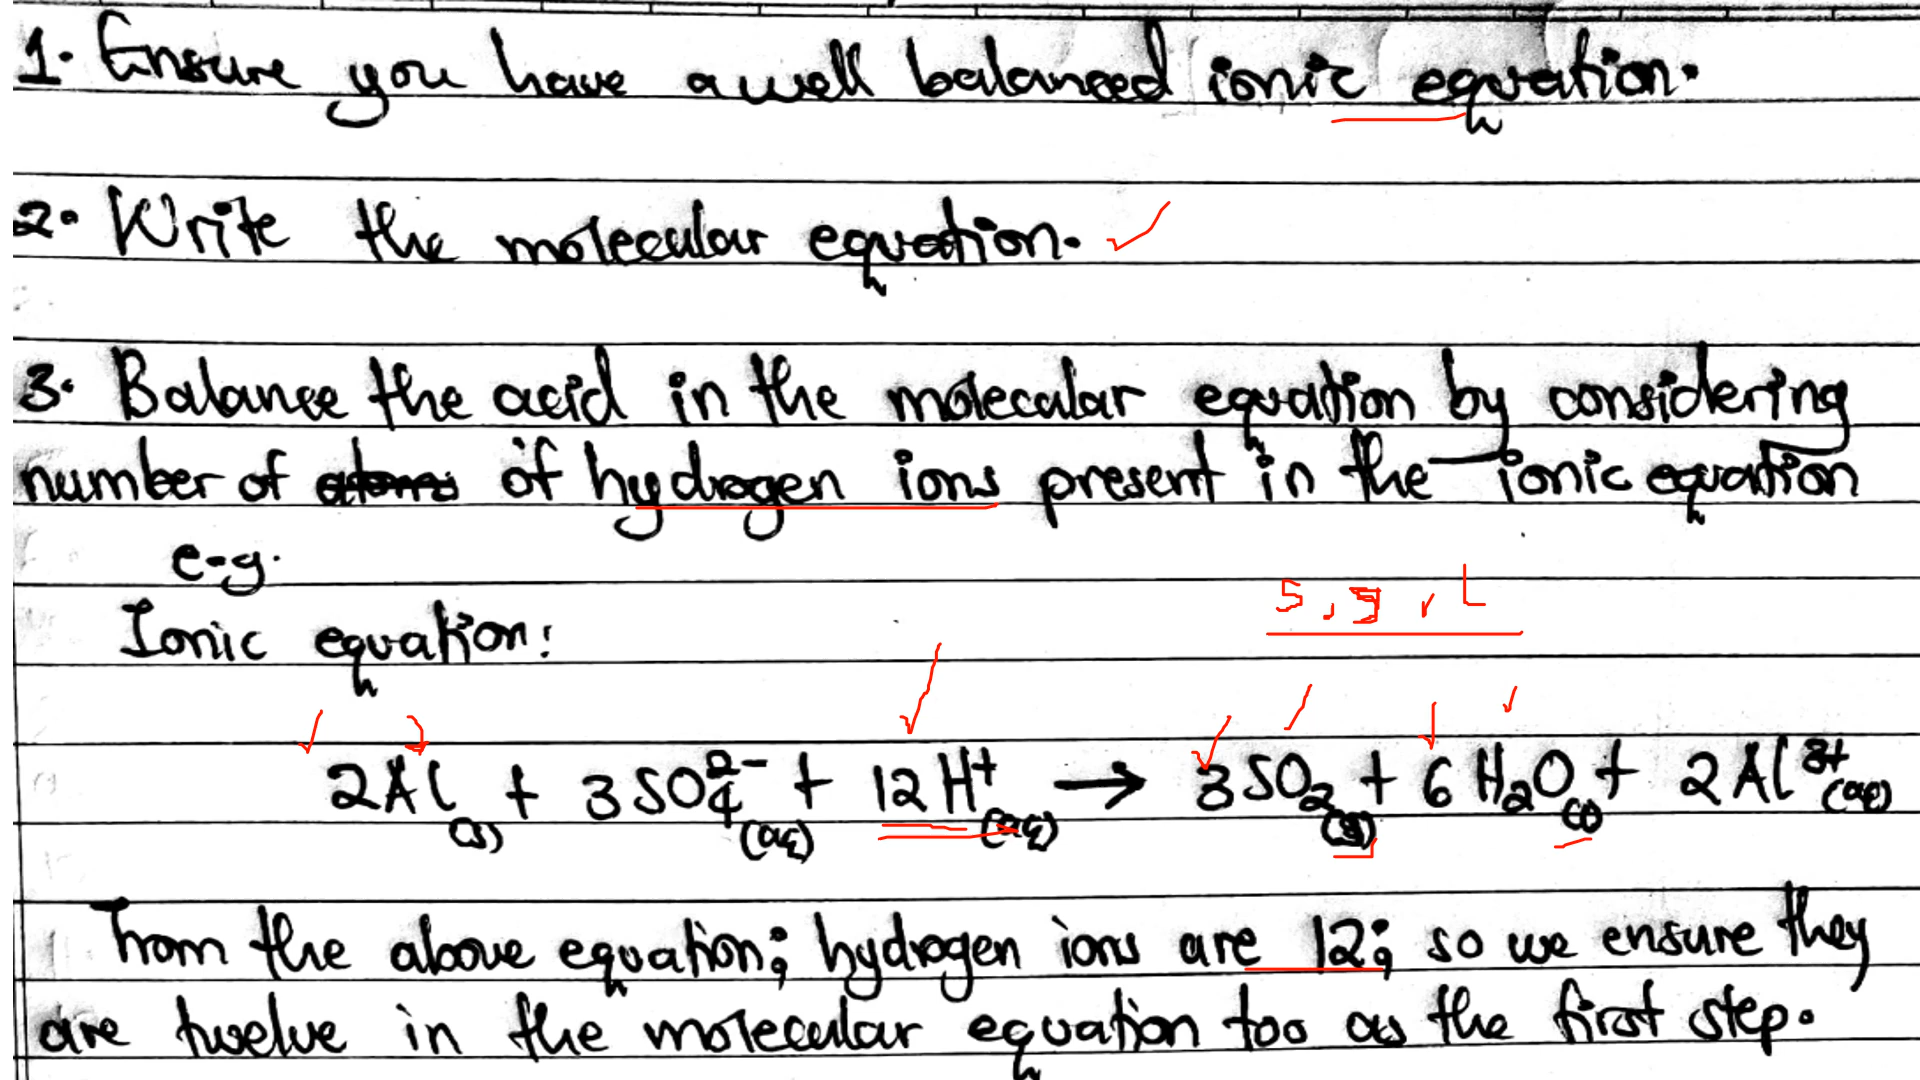 1. Ensure you have a well balanced ionic equation.
2. Write the molecular equation.
3. Balance the acid in the molecular equation by considering
number of atoms of hydrogen ions present in the ionic equation
e.g.
Ionic equation:
s, g, l
2Al(s) + 3SO₄²⁻(aq) + 12H⁺(aq) → 3SO₂(g) + 6H₂O(l) + 2Al³⁺(aq)
From the above equation; hydrogen ions are 12; so we ensure they
are twelve in the molecular equation too as the first step.